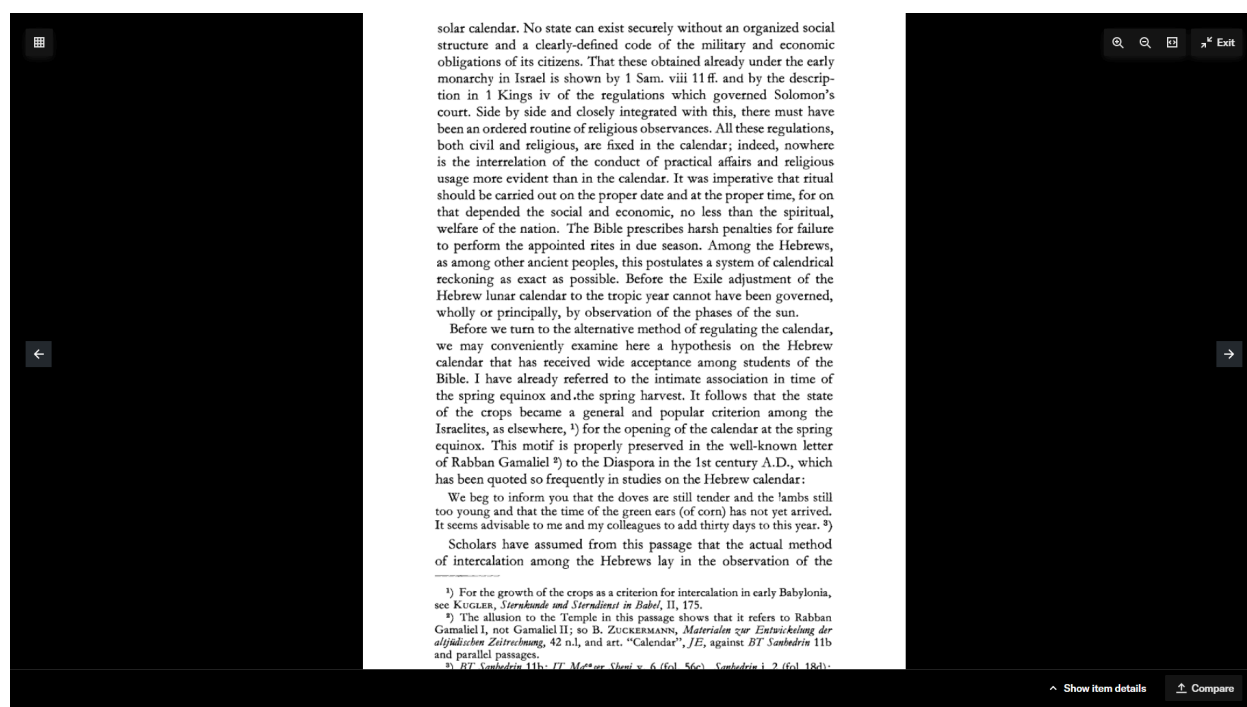 Exit
solar calendar. No state can exist securely without an organized social
structure and a clearly-defined code of the military and economic
obligations of its citizens. That these obtained already under the early
monarchy in Israel is shown by 1 Sam. viii 11 ff. and by the descrip-
tion in 1 Kings iv of the regulations which governed Solomon's
court. Side by side and closely integrated with this, there must have
been an ordered routine of religious observances. All these regulations,
both civil and religious, are fixed in the calendar; indeed, nowhere
is the interrelation of the conduct of practical affairs and religious
usage more evident than in the calendar. It was imperative that ritual
should be carried out on the proper date and at the proper time, for on
that depended the social and economic, no less than the spiritual,
welfare of the nation. The Bible prescribes harsh penalties for failure
to perform the appointed rites in due season. Among the Hebrews,
as among other ancient peoples, this postulates a system of calendrical
reckoning as exact as possible. Before the Exile adjustment of the
Hebrew lunar calendar to the tropic year cannot have been governed,
wholly or principally, by observation of the phases of the sun.
Before we turn to the alternative method of regulating the calendar,
we may conveniently examine here a hypothesis on the Hebrew
calendar that has received wide acceptance among students of the
Bible. I have already referred to the intimate association in time of
the spring equinox and the spring harvest. It follows that the state
of the crops became a general and popular criterion among the
Israelites, as elsewhere, ¹) for the opening of the calendar at the spring
equinox. This motif is properly preserved in the well-known letter
of Rabban Gamaliel ²) to the Diaspora in the 1st century A.D., which
has been quoted so frequently in studies on the Hebrew calendar:
We beg to inform you that the doves are still tender and the lambs still
too young and that the time of the green ears (of corn) has not yet arrived.
It seems advisable to me and my colleagues to add thirty days to this year. ³)
Scholars have assumed from this passage that the actual method
of intercalation among the Hebrews lay in the observation of the
¹) For the growth of the crops as a criterion for intercalation in early Babylonia,
see KUGLER, Sternkunde und Sterndienst in Babel, II, 175.
²) The allusion to the Temple in this passage shows that it refers to Rabban
Gamaliel I, not Gamaliel II; so B. ZUCKERMANN, Materialen zur Entwickelung der
altjüdischen Zeitrechnung, 42 n.1, and art. "Calendar", JE, against BT Sanhedrin 11b
and parallel passages.
³) BT Sanhedrin 11b; JT Maʿaser Sheni v, 6 (fol. 56c), Sanhedrin i, 2 (fol. 18d);
Show item details
Compare